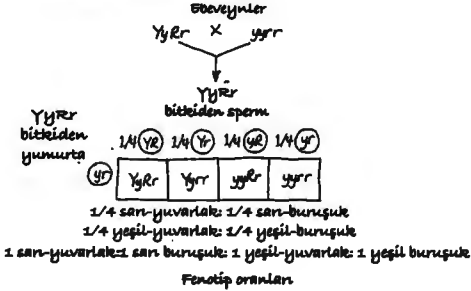 Ebeveynler
YyRr X yyrr
YyRr
bitkiden sperm
YyRr
bitkiden
yumurta
1/4 YR 1/4 Yr 1/4 yR 1/4 yr
yr YyRr Yyrr yyRr yyrr
1/4 sarı-yuvarlak: 1/4 sarı-buruşuk
1/4 yeşil-yuvarlak: 1/4 yeşil-buruşuk
1 sarı-yuvarlak:1 sarı buruşuk: 1 yeşil-yuvarlak: 1 yeşil buruşuk
Fenotip oranları